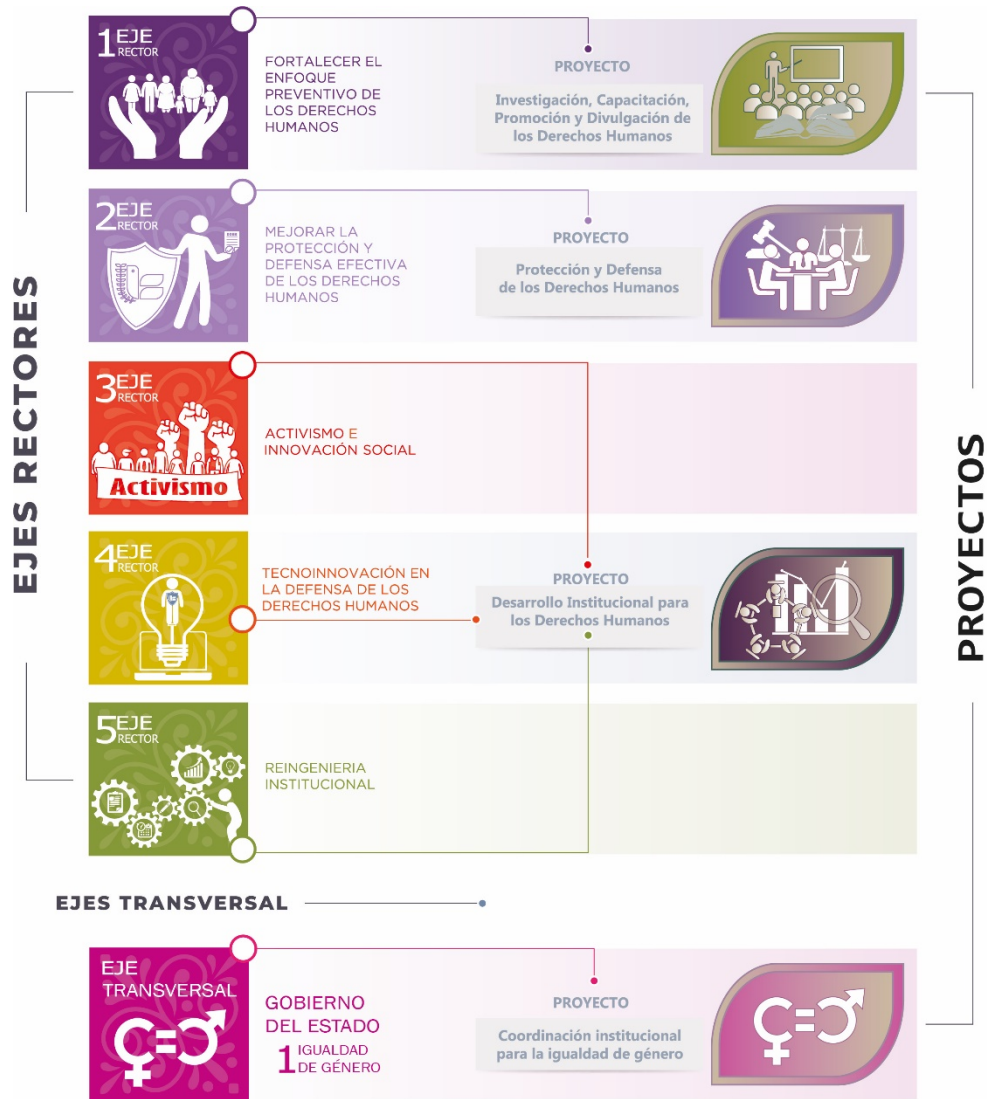 EJES RECTORES
1 EJE
RECTOR
FORTALECER EL
ENFOQUE
PREVENTIVO DE
LOS DERECHOS
HUMANOS
PROYECTO
Investigación, Capacitación,
Promoción y Divulgación de
los Derechos Humanos
2 EJE
RECTOR
MEJORAR LA
PROTECCIÓN Y
DEFENSA EFECTIVA
DE LOS DERECHOS
HUMANOS
PROYECTO
Protección y Defensa
de los Derechos Humanos
3 EJE
RECTOR
Activismo
ACTIVISMO E
INNOVACIÓN SOCIAL
4 EJE
RECTOR
TECNOINNOVACIÓN EN
LA DEFENSA DE LOS
DERECHOS HUMANOS
PROYECTO
Desarrollo Institucional para
los Derechos Humanos
5 EJE
RECTOR
REINGENIERIA
INSTITUCIONAL
PROYECTOS
EJES TRANSVERSAL
EJE
TRANSVERSAL
GOBIERNO
DEL ESTADO
1 IGUALDAD
DE GÉNERO
PROYECTO
Coordinación institucional
para la igualdad de género